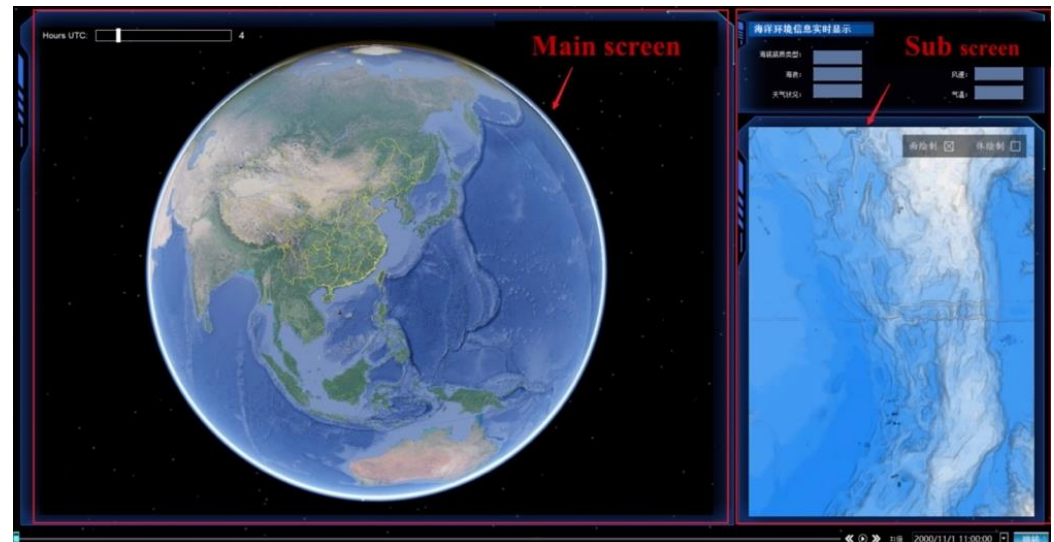 Hours UTC: 4
Main screen
海洋环境信息实时显示
Sub screen
海底底质类型:
海表:
风速:
天气状况:
气温:
面绘制 体绘制
2000/11/1 11:00:00